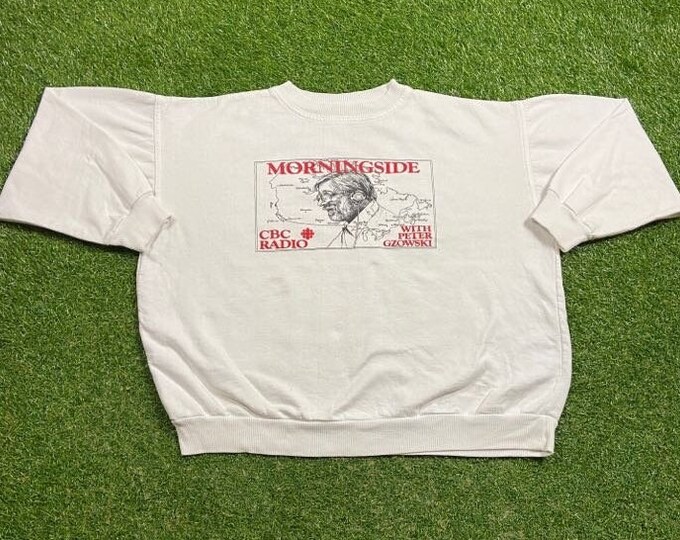 MORNINGSIDE
CBC
RADIO
WITH
PETER
GZOWSKI